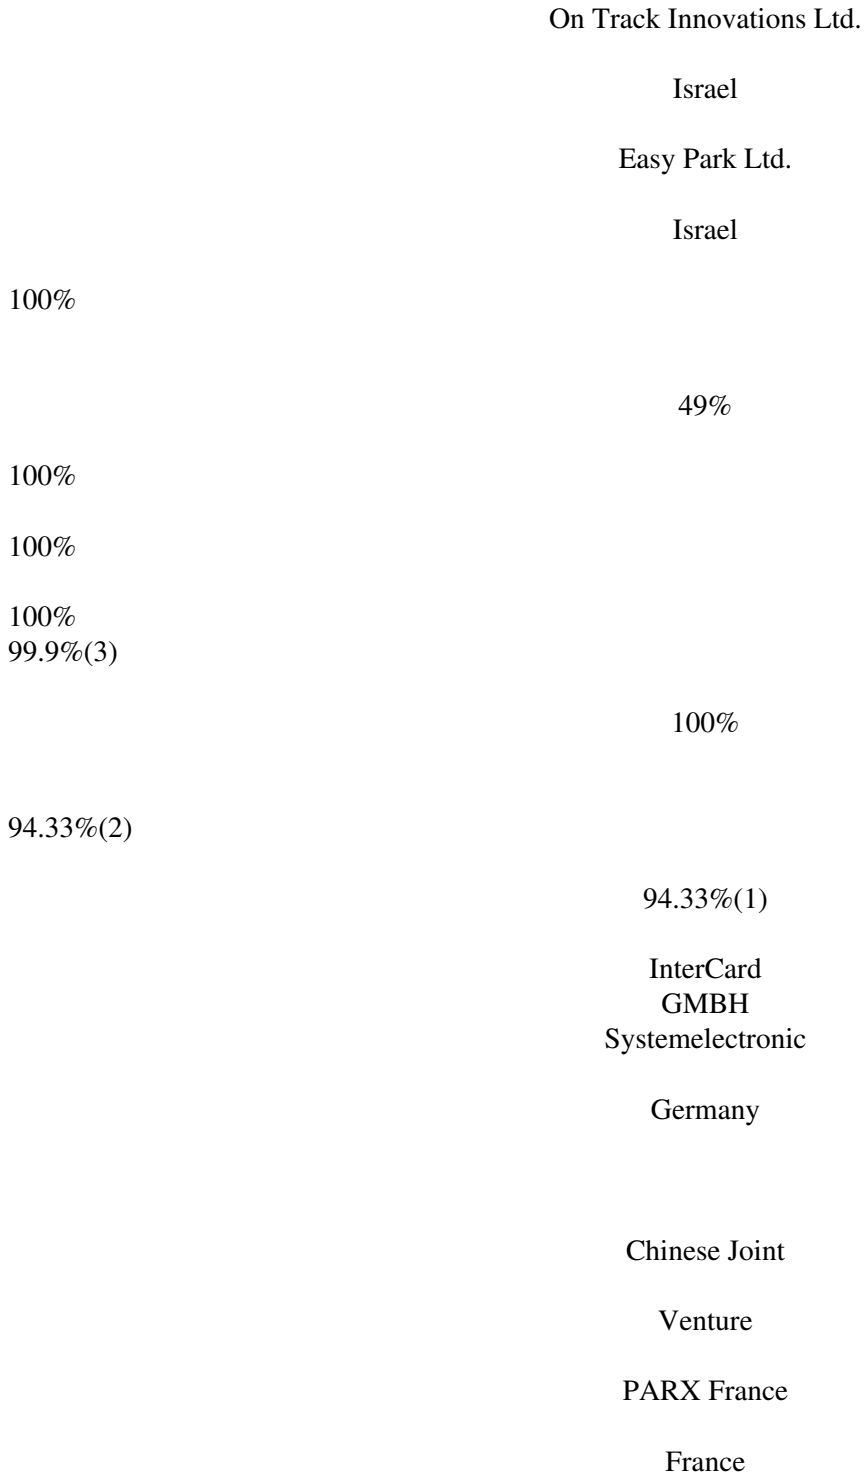 On Track Innovations Ltd.
Israel
Easy Park Ltd.
Israel
100%
49%
100%
100%
100%
99.9%(3)
100%
94.33%(2)
94.33%(1)
InterCard
GMBH
Systemelectronic
Germany
Chinese Joint
Venture
PARX France
France